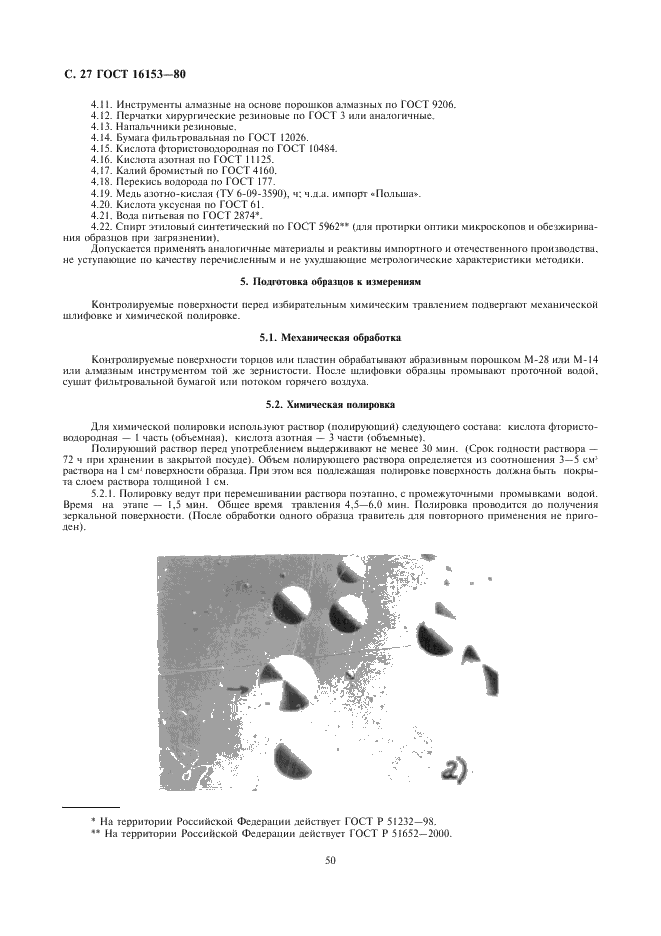 С. 27 ГОСТ 16153—80
4.11. Инструменты алмазные на основе порошков алмазных по ГОСТ 9206.
4.12. Перчатки хирургические резиновые по ГОСТ 3 или аналогичные.
4.13. Напальчники резиновые.
4.14. Бумага фильтровальная по ГОСТ 12026.
4.15. Кислота фтористоводородная по ГОСТ 10484.
4.16. Кислота азотная по ГОСТ 11125.
4.17. Калий бромистый по ГОСТ 4160.
4.18. Перекись водорода по ГОСТ 177.
4.19. Медь азотно-кислая (ТУ 6-09-3590), ч; ч.д.а. импорт «Польша».
4.20. Кислота уксусная по ГОСТ 61.
4.21. Вода питьевая по ГОСТ 2874*.
4.22. Спирт этиловый синтетический по ГОСТ 5962** (для протирки оптики микроскопов и обезжирива-
ния образцов при загрязнении).
Допускается применять аналогичные материалы и реактивы импортного и отечественного производства,
не уступающие по качеству перечисленным и не ухудшающие метрологические характеристики методики.
5. Подготовка образцов к измерениям
Контролируемые поверхности перед избирательным химическим травлением подвергают механической
шлифовке и химической полировке.
5.1. Механическая обработка
Контролируемые поверхности торцов или пластин обрабатывают абразивным порошком М-28 или М-14
или алмазным инструментом той же зернистости. После шлифовки образцы промывают проточной водой,
сушат фильтровальной бумагой или потоком горячего воздуха.
5.2. Химическая полировка
Для химической полировки используют раствор (полирующий) следующего состава: кислота фтористо-
водородная — 1 часть (объемная), кислота азотная — 3 части (объемные).
Полирующий раствор перед употреблением выдерживают не менее 30 мин. (Срок годности раствора —
72 ч при хранении в закрытой посуде). Объем полирующего раствора определяется из соотношения 3—5 см³
раствора на 1 см² поверхности образца. При этом вся подлежащая полировке поверхность должна быть покры-
та слоем раствора толщиной 1 см.
5.2.1. Полировку ведут при перемешивании раствора поэтапно, с промежуточными промывками водой.
Время на этапе — 1,5 мин. Общее время травления 4,5—6,0 мин. Полировка проводится до получения
зеркальной поверхности. (После обработки одного образца травитель для повторного применения не приго-
ден).
2)
* На территории Российской Федерации действует ГОСТ Р 51232—98.
** На территории Российской Федерации действует ГОСТ Р 51652—2000.
50